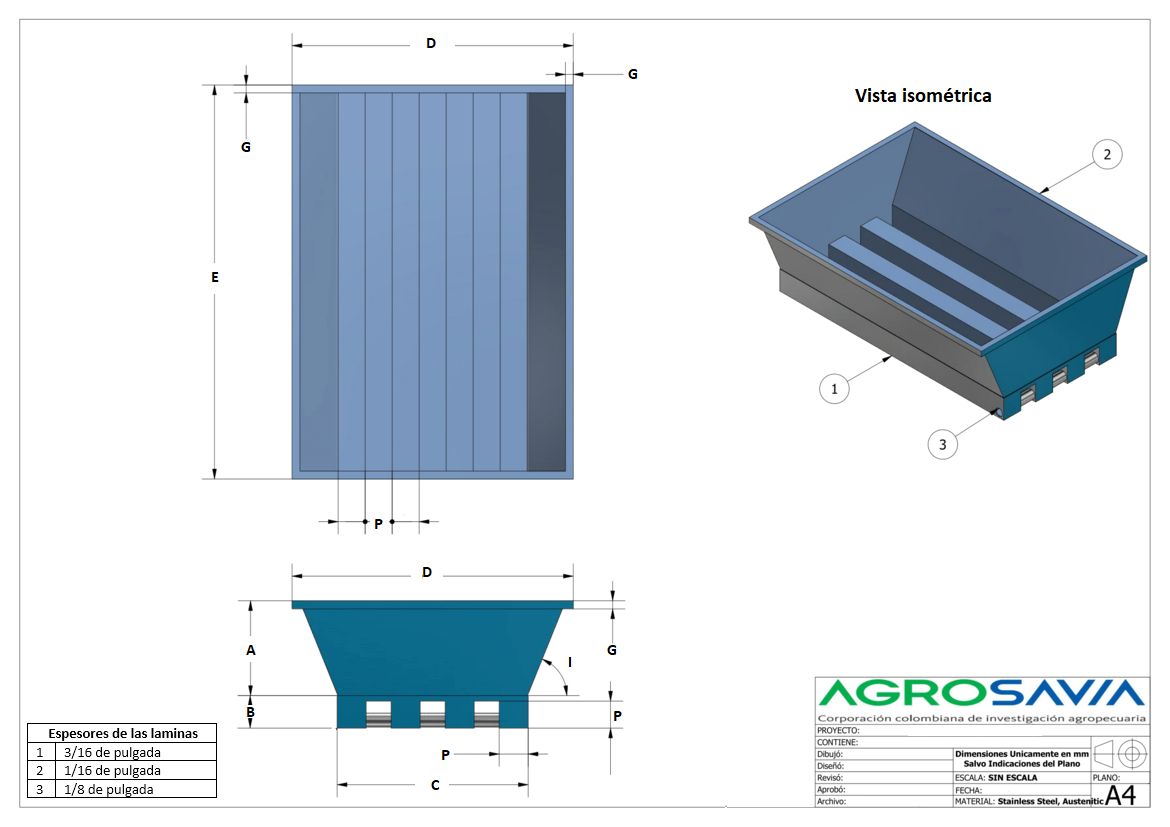 D
G
G
E
P
Vista isométrica
2
1
3
D
A
B
I
G
P
P
C
Espesores de las laminas
1 3/16 de pulgada
2 1/16 de pulgada
3 1/8 de pulgada
AGROSAVIA
Corporación colombiana de investigación agropecuaria
PROYECTO:
CONTIENE:
Dibujó:
Diseñó:
Revisó:
Aprobó:
Archivo:
Dimensiones Unicamente en mm
Salvo Indicaciones del Plano
ESCALA: SIN ESCALA
PLANO:
FECHA:
MATERIAL: Stainless Steel, Austenitic
A4